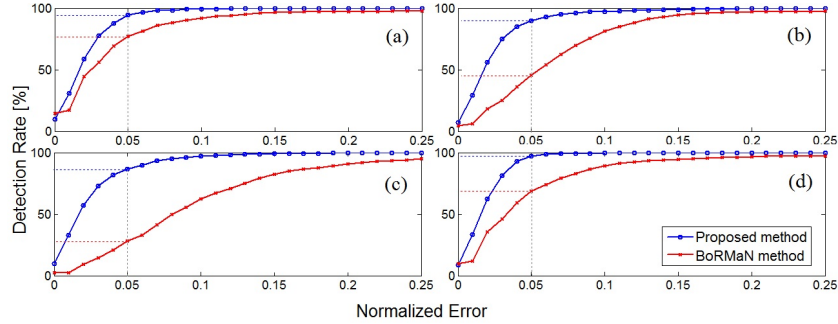 100
50
0
0 0.05 0.1 0.15 0.2 0.25
(a)
100
50
0
0 0.05 0.1 0.15 0.2 0.25
(b)
100
50
0
0 0.05 0.1 0.15 0.2 0.25
(c)
100
50
0
0 0.05 0.1 0.15 0.2 0.25
(d)
Proposed method
BoRMaN method
Detection Rate [%]
Normalized Error